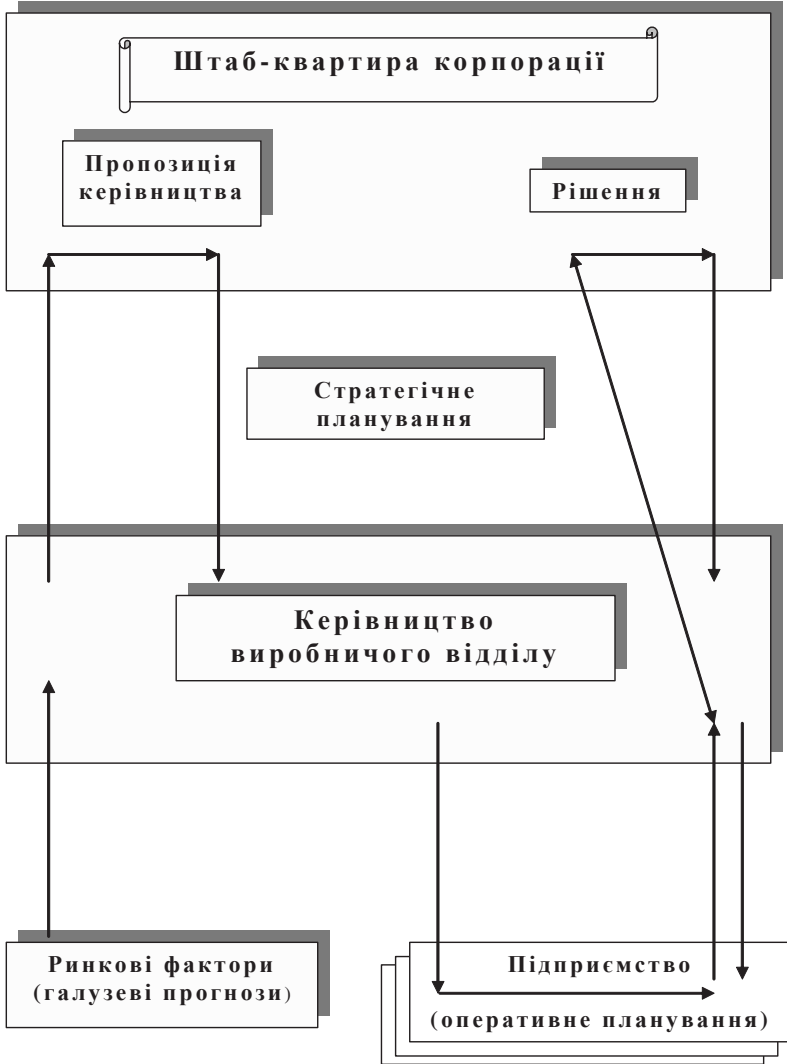 Штаб-квартира корпорації
Пропозиція
керівництва
Рішення
Стратегічне
планування
Керівництво
виробничого відділу
Ринкові фактори
(галузеві прогнози)
Підприємство
(оперативне планування)